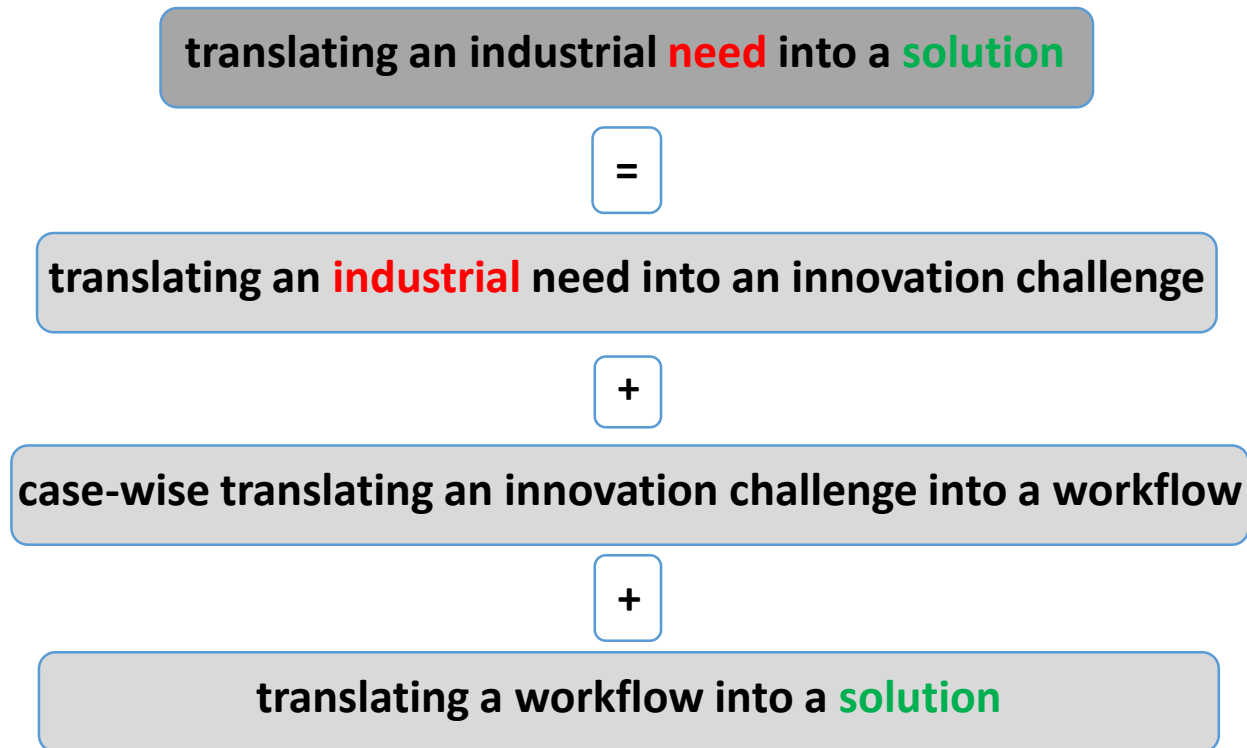 translating an industrial need into a solution
=
translating an industrial need into an innovation challenge
+
case-wise translating an innovation challenge into a workflow
+
translating a workflow into a solution